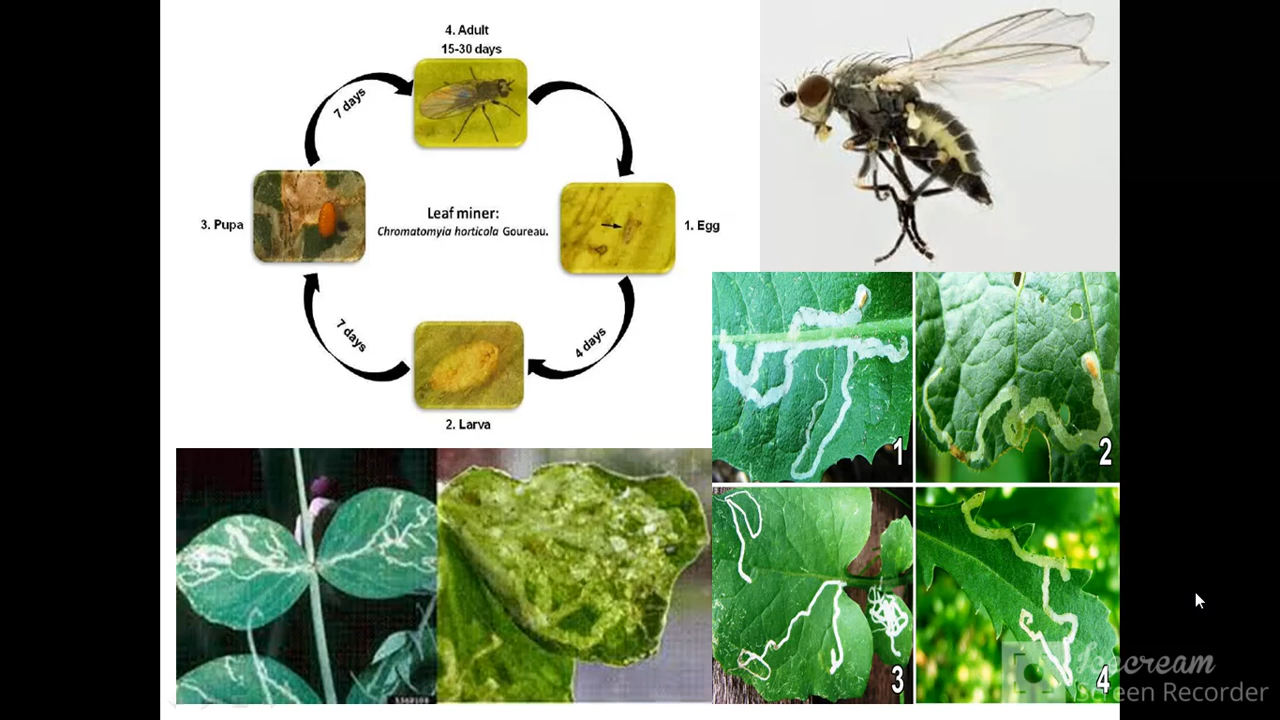 4. Adult
15-30 days
7 days
3. Pupa
Leaf miner:
Chromatomyia horticola Goureau.
1. Egg
7 days
4 days
2. Larva
1
2
3
4
Icecream
Screen Recorder